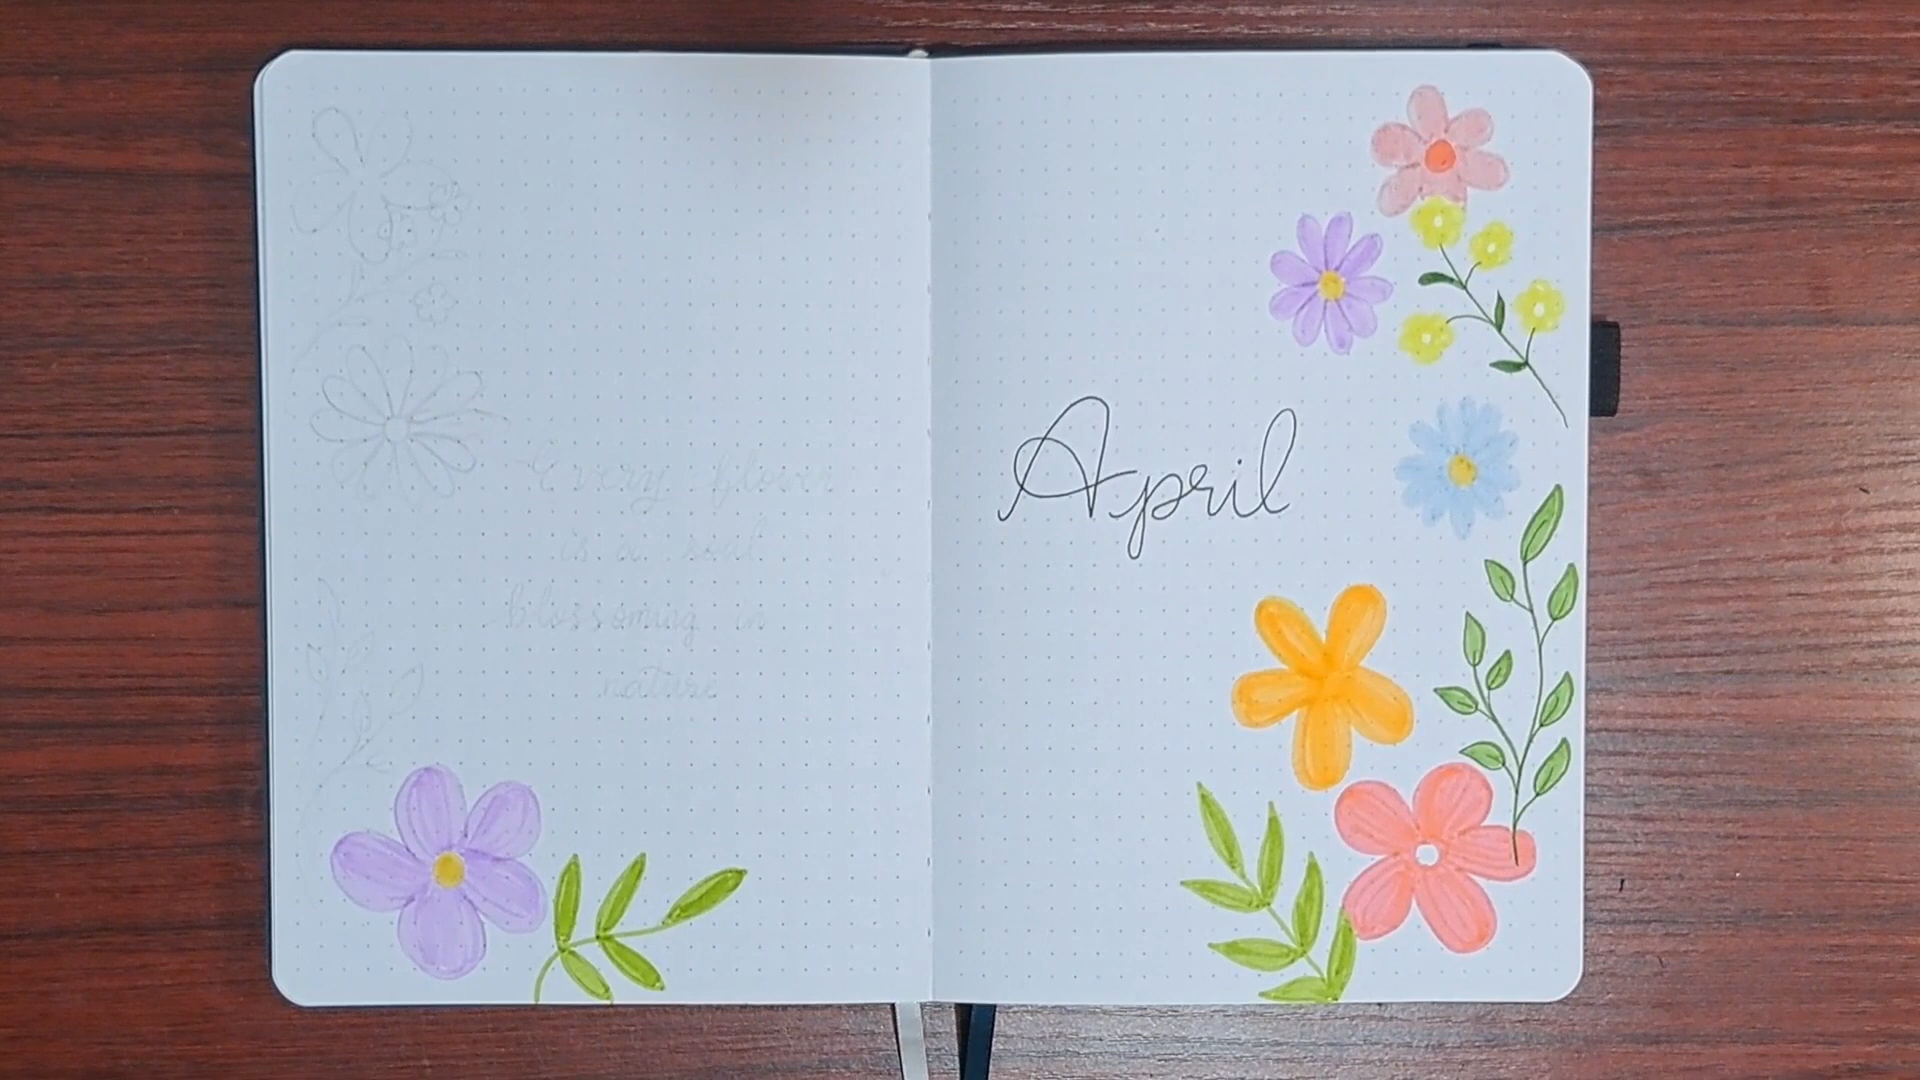 Every flower
is a soul
blossoming in
nature
April